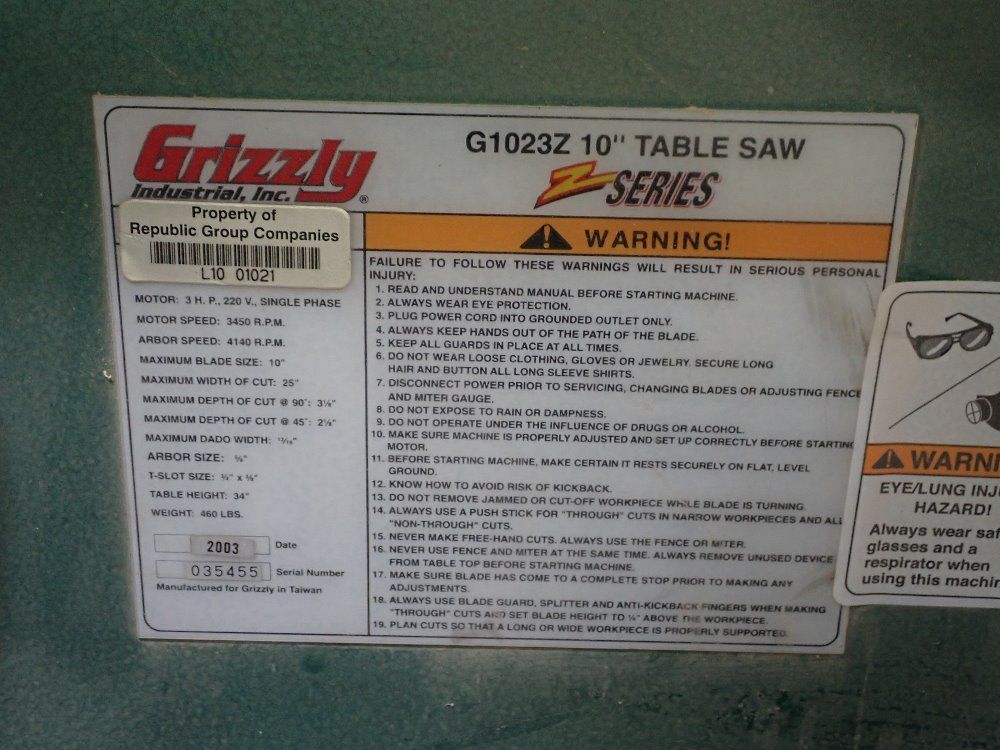 Grizzly
Industrial, Inc. ®
Property of
Republic Group Companies
L10 01021
MOTOR: 3 H. P., 220 V., SINGLE PHASE
MOTOR SPEED: 3450 R.P.M.
ARBOR SPEED: 4140 R.P.M.
MAXIMUM BLADE SIZE: 10"
MAXIMUM WIDTH OF CUT: 25"
MAXIMUM DEPTH OF CUT @ 90°: 3⅛"
MAXIMUM DEPTH OF CUT @ 45°: 2⅛"
MAXIMUM DADO WIDTH:
ARBOR SIZE: ⅝"
T-SLOT SIZE: ¾" x ⅜"
TABLE HEIGHT: 34"
WEIGHT: 460 LBS.
2003 Date
035455 Serial Number
Manufactured for Grizzly in Taiwan
G1023Z 10" TABLE SAW
Z SERIES
WARNING!
FAILURE TO FOLLOW THESE WARNINGS WILL RESULT IN SERIOUS PERSONAL
INJURY:
1. READ AND UNDERSTAND MANUAL BEFORE STARTING MACHINE.
2. ALWAYS WEAR EYE PROTECTION.
3. PLUG POWER CORD INTO GROUNDED OUTLET ONLY.
4. ALWAYS KEEP HANDS OUT OF THE PATH OF THE BLADE.
5. KEEP ALL GUARDS IN PLACE AT ALL TIMES.
6. DO NOT WEAR LOOSE CLOTHING, GLOVES OR JEWELRY. SECURE LONG
HAIR AND BUTTON ALL LONG SLEEVE SHIRTS.
7. DISCONNECT POWER PRIOR TO SERVICING, CHANGING BLADES OR ADJUSTING FENCE
AND MITER GAUGE.
8. DO NOT EXPOSE TO RAIN OR DAMPNESS.
9. DO NOT OPERATE UNDER THE INFLUENCE OF DRUGS OR ALCOHOL.
10. MAKE SURE MACHINE IS PROPERLY ADJUSTED AND SET UP CORRECTLY BEFORE STARTING
MOTOR.
11. BEFORE STARTING MACHINE, MAKE CERTAIN IT RESTS SECURELY ON FLAT, LEVEL
GROUND.
12. KNOW HOW TO AVOID RISK OF KICKBACK.
13. DO NOT REMOVE JAMMED OR CUT-OFF WORKPIECE WHILE BLADE IS TURNING.
14. ALWAYS USE A PUSH STICK FOR "THROUGH" CUTS IN NARROW WORKPIECES AND ALL
"NON-THROUGH" CUTS.
15. NEVER MAKE FREE-HAND CUTS. ALWAYS USE THE FENCE OR MITER.
16. NEVER USE FENCE AND MITER AT THE SAME TIME. ALWAYS REMOVE UNUSED DEVICE
FROM TABLE TOP BEFORE STARTING MACHINE.
17. MAKE SURE BLADE HAS COME TO A COMPLETE STOP PRIOR TO MAKING ANY
ADJUSTMENTS.
18. ALWAYS USE BLADE GUARD, SPLITTER AND ANTI-KICKBACK FINGERS WHEN MAKING
"THROUGH" CUTS AND SET BLADE HEIGHT TO ¼" ABOVE THE WORKPIECE.
19. PLAN CUTS SO THAT A LONG OR WIDE WORKPIECE IS PROPERLY SUPPORTED.
WARNI
EYE/LUNG INJ
HAZARD!
Always wear saf
glasses and a
respirator when
using this machin